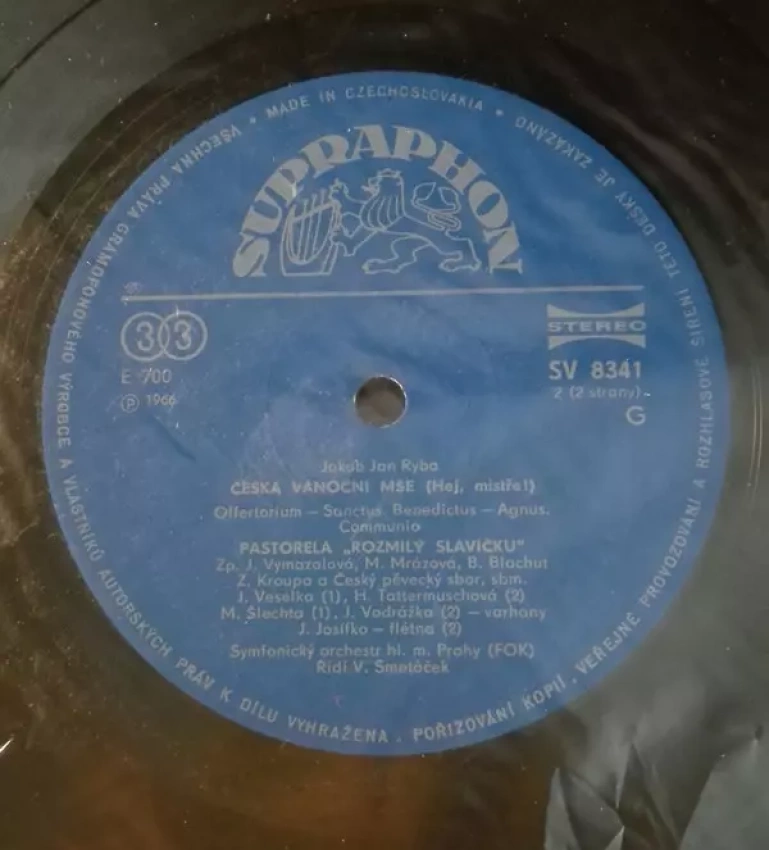 MADE IN CZECHOSLOVAKIA
SUPRAPHON
33
STEREO
E 700
SV 8341
℗ 1966
2 (2 strany)
G
Jakub Jan Ryba
ČESKÁ VÁNOČNÍ MŠE (Hej, mistře!)
Offertorium – Sanctus, Benedictus – Agnus,
Communio
PASTORELA „ROZMILÝ SLAVÍČKU"
Zp. J. Vymazalová, M. Mrázová, B. Blachut
Z. Kroupa a Český pěvecký sbor, sbm.
J. Veselka (1), H. Tattermuschová (2)
M. Šlechta (1), J. Vodrážka (2) – varhany
J. Josífko – flétna (2)
Symfonický orchestr hl. m. Prahy (FOK)
Řídí V. Smetáček
VŠECHNA PRÁVA GRAMOFONOVÉHO VÝROBCE A VLASTNÍKŮ AUTORSKÝCH PRÁV K DÍLU VYHRAŽENA . POŘIZOVÁNÍ KOPIÍ . VEŘEJNÉ PROVOZOVÁNÍ A ROZHLASOVÉ ŠÍŘENÍ TÉTO DESKY JE ZAKÁZÁNO